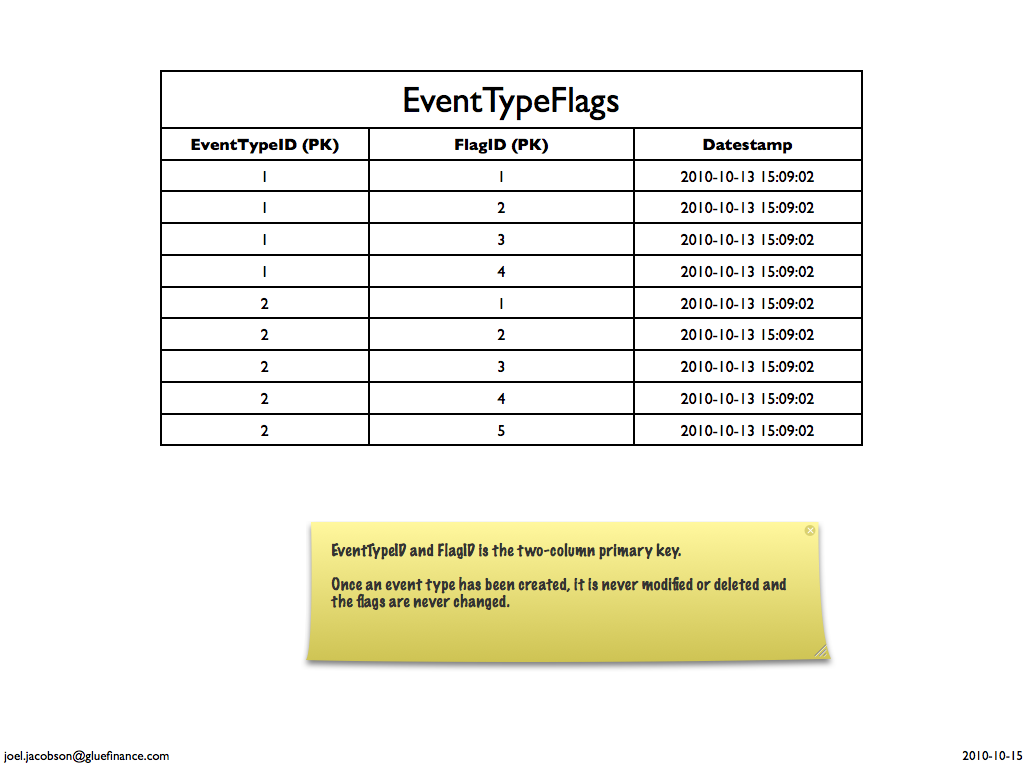 EventTypeFlags
EventTypeID (PK) FlagID (PK) Datestamp
1 1 2010-10-13 15:09:02
1 2 2010-10-13 15:09:02
1 3 2010-10-13 15:09:02
1 4 2010-10-13 15:09:02
2 1 2010-10-13 15:09:02
2 2 2010-10-13 15:09:02
2 3 2010-10-13 15:09:02
2 4 2010-10-13 15:09:02
2 5 2010-10-13 15:09:02
EventTypeID and FlagID is the two-column primary key.
Once an event type has been created, it is never modified or deleted and
the flags are never changed.
joel.jacobson@gluefinance.com 2010-10-15